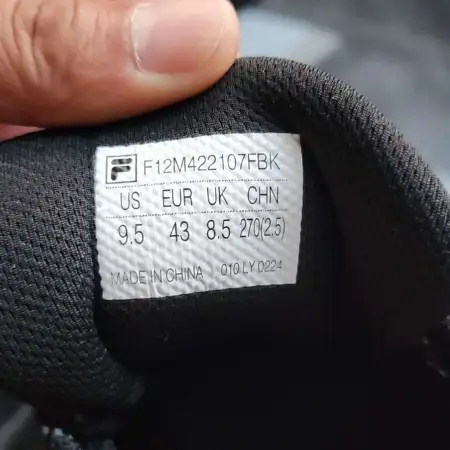 F12M422107FBK
US EUR UK CHN
9.5 43 8.5 270(2.5)
MADE IN CHINA 010 LY 0224